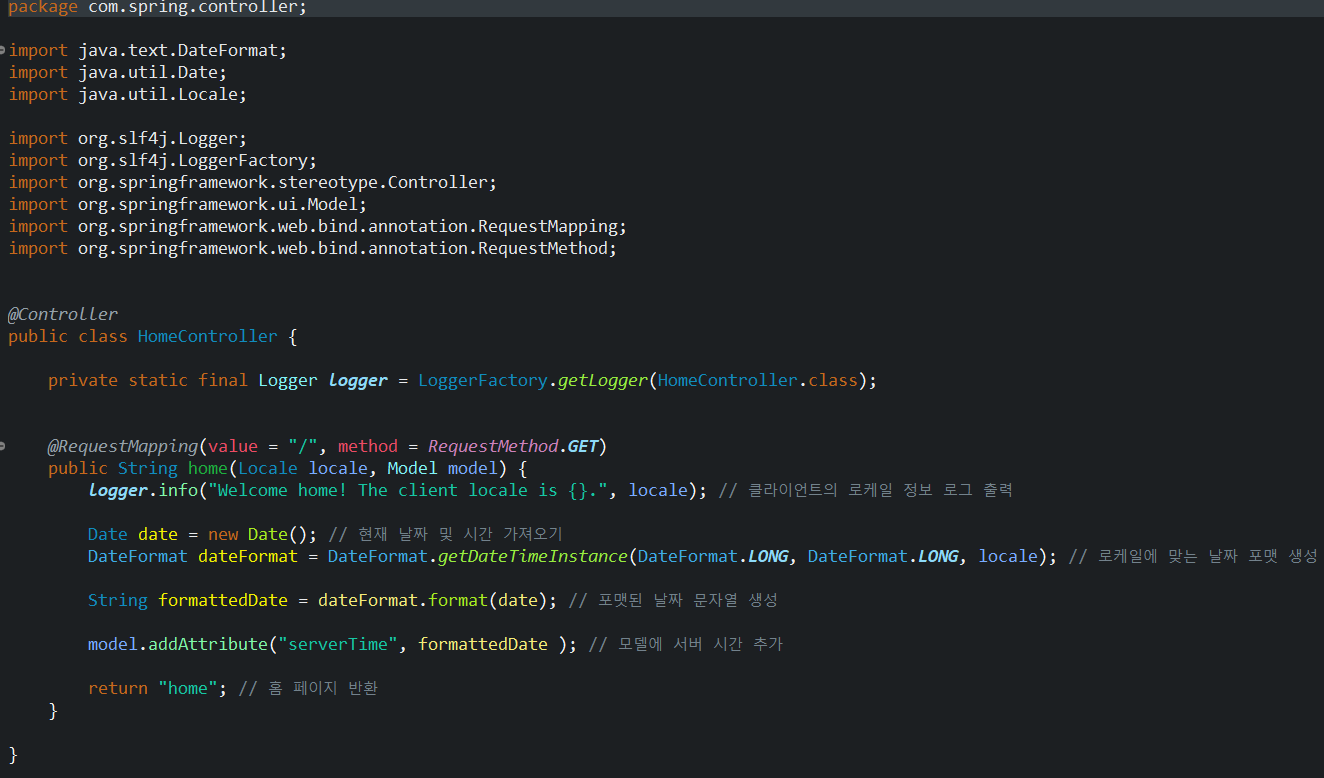 package com.spring.controller;
import java.text.DateFormat;
import java.util.Date;
import java.util.Locale;
import org.slf4j.Logger;
import org.slf4j.LoggerFactory;
import org.springframework.stereotype.Controller;
import org.springframework.ui.Model;
import org.springframework.web.bind.annotation.RequestMapping;
import org.springframework.web.bind.annotation.RequestMethod;
@Controller
public class HomeController {
private static final Logger logger = LoggerFactory.getLogger(HomeController.class);
@RequestMapping(value = "/", method = RequestMethod.GET)
public String home(Locale locale, Model model) {
logger.info("Welcome home! The client locale is {}.", locale); // 클라이언트의 로케일 정보 로그 출력
Date date = new Date(); // 현재 날짜 및 시간 가져오기
DateFormat dateFormat = DateFormat.getDateTimeInstance(DateFormat.LONG, DateFormat.LONG, locale); // 로케일에 맞는 날짜 포맷 생성
String formattedDate = dateFormat.format(date); // 포맷된 날짜 문자열 생성
model.addAttribute("serverTime", formattedDate ); // 모델에 서버 시간 추가
return "home"; // 홈 페이지 반환
}
}